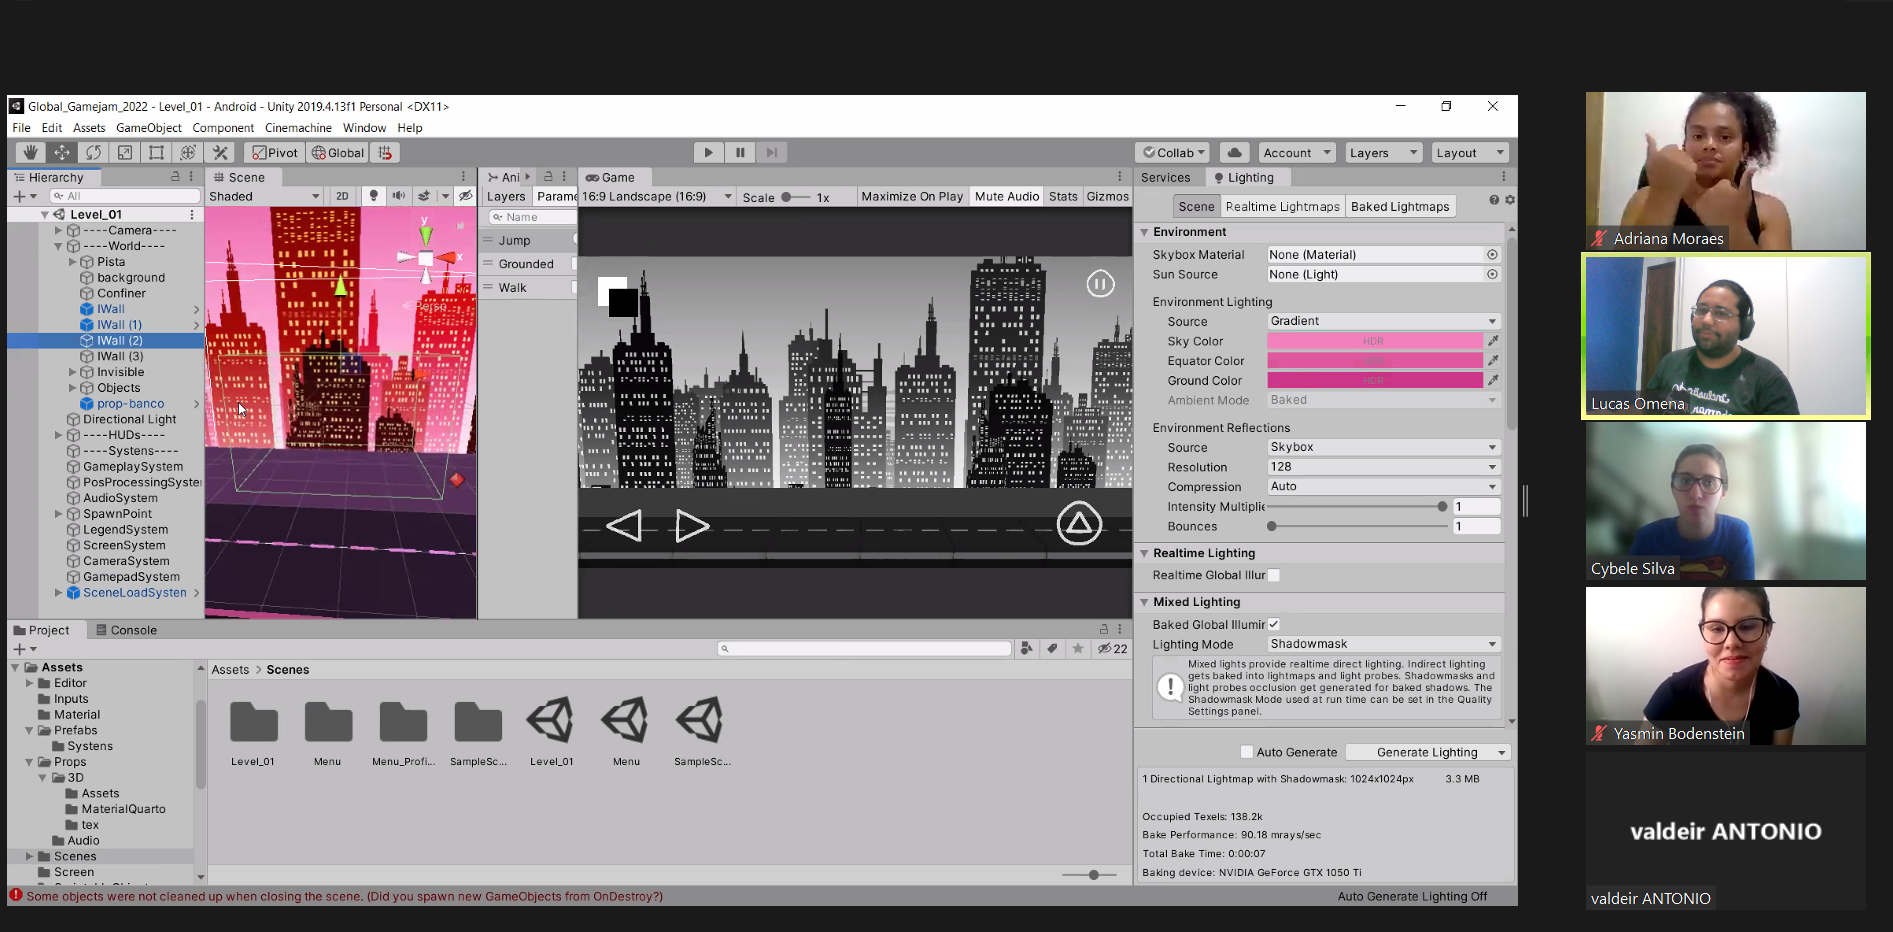 Global_Gamejam_2022 - Level_01 - Android - Unity 2019.4.13f1 Personal <DX11>
File Edit Assets GameObject Component Cinemachine Window Help
Pivot Global Collab Account Layers Layout
Hierarchy
All
Level_01
----Camera----
----World----
Pista
background
Confiner
IWall
IWall (1)
IWall (2)
IWall (3)
Invisible
Objects
prop-banco
Directional Light
----HUDs----
----Systens----
GameplaySystem
PosProcessingSyste
AudioSystem
SpawnPoint
LegendSystem
ScreenSystem
CameraSystem
GamepadSystem
SceneLoadSysten
Scene
Shaded 2D
y
x
Persp
Ani
Layers Parame
Name
Jump
Grounded
Walk
Game
16:9 Landscape (16:9) Scale 1x Maximize On Play Mute Audio Stats Gizmos
Services Lighting
Scene Realtime Lightmaps Baked Lightmaps
Environment
Skybox Material None (Material)
Sun Source None (Light)
Environment Lighting
Source Gradient
Sky Color HDR
Equator Color
Ground Color HDR
Ambient Mode Baked
Environment Reflections
Source Skybox
Resolution 128
Compression Auto
Intensity Multiplie 1
Bounces 1
Realtime Lighting
Realtime Global Illur
Mixed Lighting
Baked Global Illumir
Lighting Mode Shadowmask
Mixed lights provide realtime direct lighting. Indirect lighting
gets baked into lightmaps and light probes. Shadowmasks and
light probes occlusion get generated for baked shadows. The
Shadowmask Mode used at run time can be set in the Quality
Settings panel.
Auto Generate Generate Lighting
1 Directional Lightmap with Shadowmask: 1024x1024px 3.3 MB
Occupied Texels: 138.2k
Bake Performance: 90.18 mrays/sec
Total Bake Time: 0:00:07
Baking device: NVIDIA GeForce GTX 1050 Ti
Auto Generate Lighting Off
Project Console
22
Assets
Editor
Inputs
Material
Prefabs
Systens
Props
3D
Assets
MaterialQuarto
tex
Audio
Scenes
Screen
Assets > Scenes
Level_01 Menu Menu_Profi... SampleSc... Level_01 Menu SampleSc...
Some objects were not cleaned up when closing the scene. (Did you spawn new GameObjects from OnDestroy?)
Adriana Moraes
Lucas Omena
Cybele Silva
Yasmin Bodenstein
valdeir ANTONIO
valdeir ANTONIO